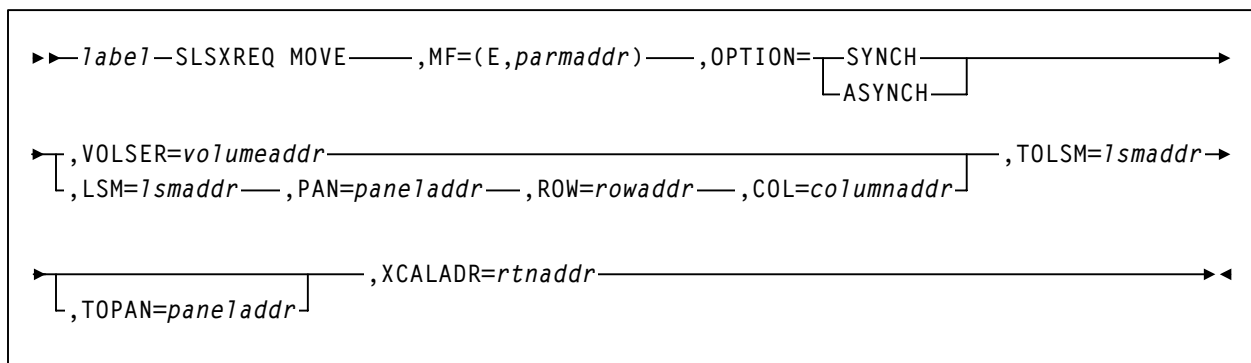 label SLSXREQ MOVE ,MF=(E,parmaddr) ,OPTION= SYNCH
ASYNCH
,VOLSER=volumeaddr ,TOLSM=lsmaddr
,LSM=lsmaddr ,PAN=paneladdr ,ROW=rowaddr ,COL=columnaddr
,XCALADR=rtnaddr
,TOPAN=paneladdr